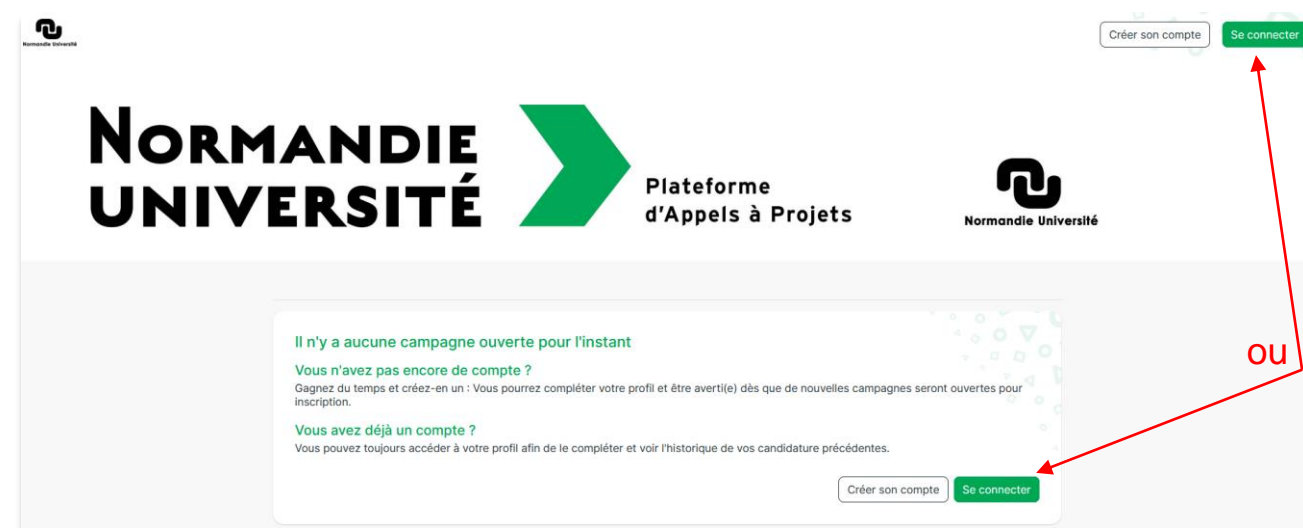 Normandie Université
Créer son compte
Se connecter
NORMANDIE
UNIVERSITÉ
Plateforme
d'Appels à Projets
Normandie Université
Il n'y a aucune campagne ouverte pour l'instant
Vous n'avez pas encore de compte ?
Gagnez du temps et créez-en un : Vous pourrez compléter votre profil et être averti(e) dès que de nouvelles campagnes seront ouvertes pour
inscription.
ou
Vous avez déjà un compte ?
Vous pouvez toujours accéder à votre profil afin de le compléter et voir l'historique de vos candidature précédentes.
Créer son compte
Se connecter